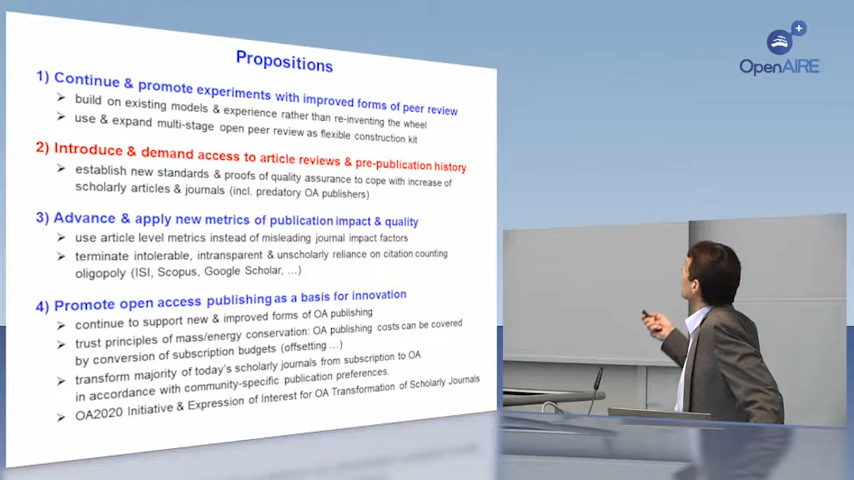 Propositions
1) Continue & promote experiments with improved forms of peer review
➢ build on existing models & experience rather than re-inventing the wheel
➢ use & expand multi-stage open peer review as flexible construction kit
2) Introduce & demand access to article reviews & pre-publication history
➢ establish new standards & proofs of quality assurance to cope with increase of
scholarly articles & journals (incl. predatory OA publishers)
3) Advance & apply new metrics of publication impact & quality
➢ use article level metrics instead of misleading journal impact factors
➢ terminate intolerable, intransparent & unscholarly reliance on citation counting
oligopoly (ISI, Scopus, Google Scholar, ...)
4) Promote open access publishing as a basis for innovation
➢ continue to support new & improved forms of OA publishing
➢ trust principles of mass/energy conservation: OA publishing costs can be covered
by conversion of subscription budgets (offsetting ...)
➢ transform majority of today's scholarly journals from subscription to OA
in accordance with community-specific publication preferences.
➢ OA2020 Initiative & Expression of Interest for OA Transformation of Scholarly Journals
OpenAIRE